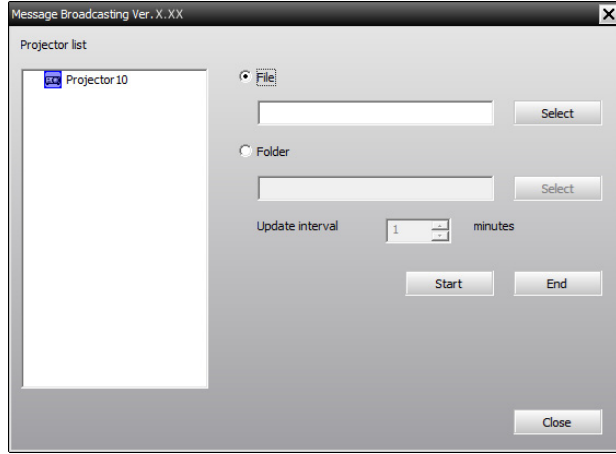 Message Broadcasting Ver. X.XX
Projector list
Projector10
File
Select
Folder
Select
Update interval 1 minutes
Start End
Close